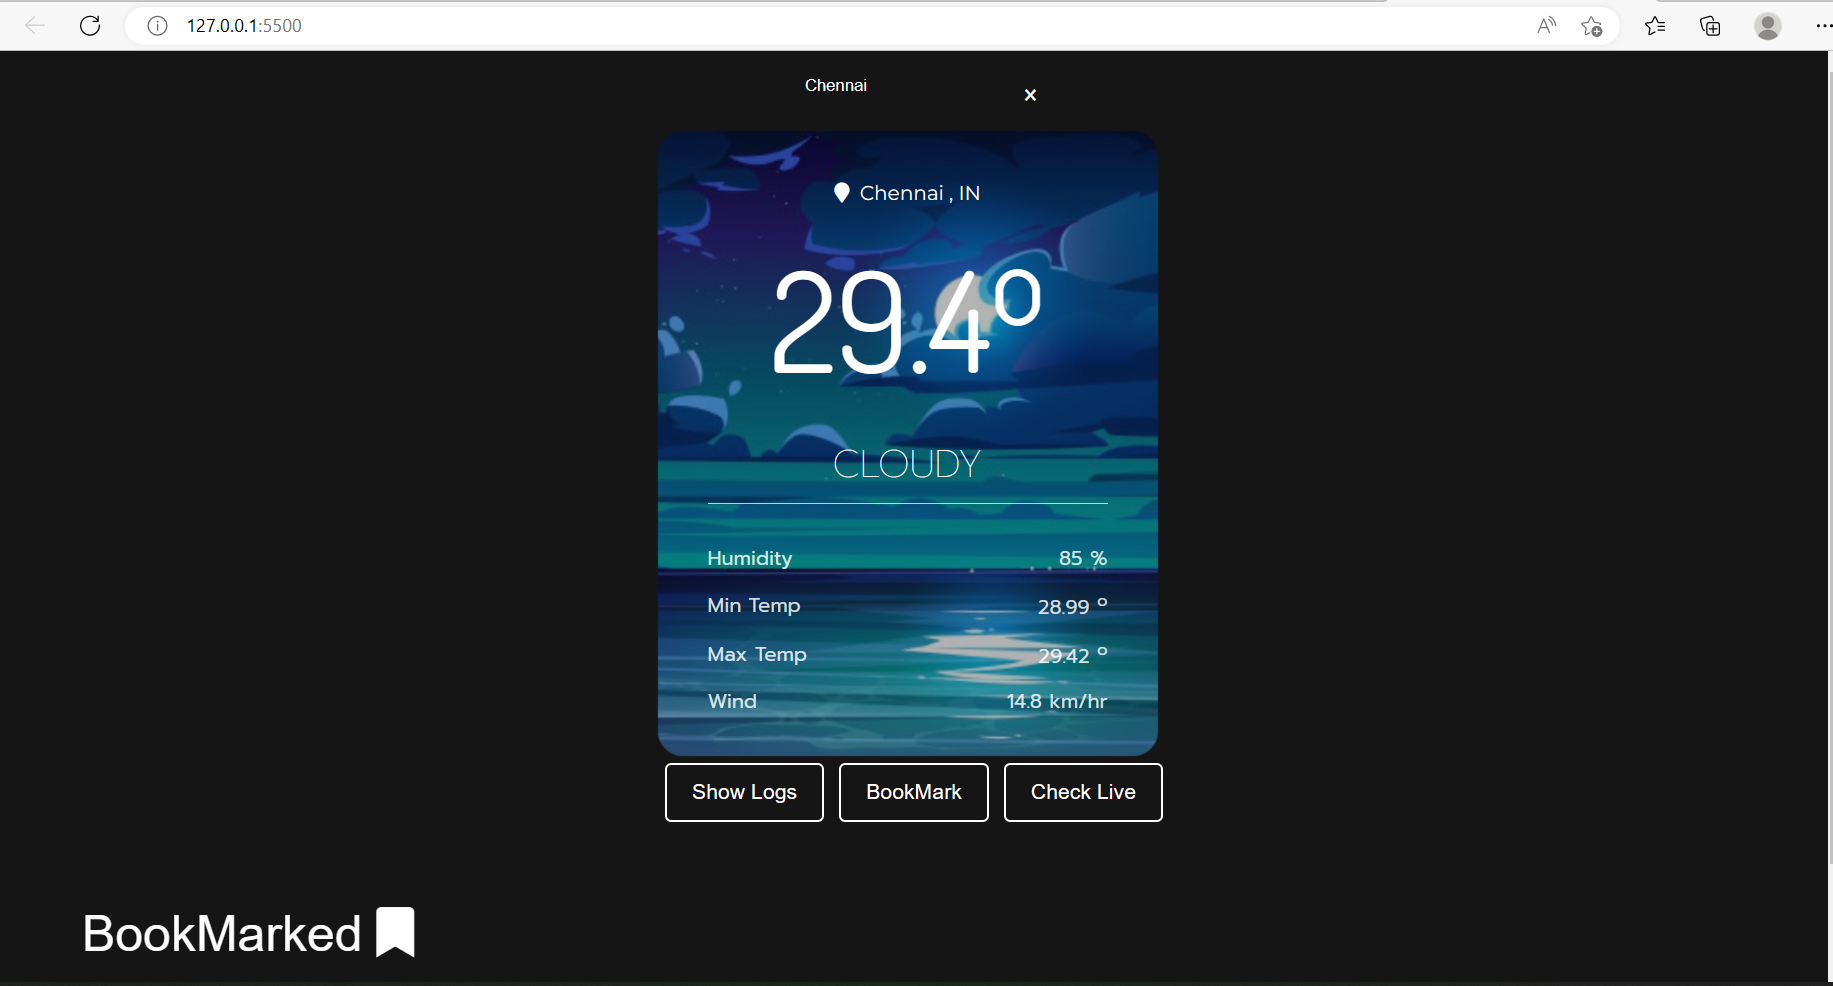 127.0.0.1:5500
Chennai ×
Chennai , IN
29.4°
CLOUDY
Humidity 85 %
Min Temp 28.99 °
Max Temp 29.42 °
Wind 14.8 km/hr
Show Logs BookMark Check Live
BookMarked